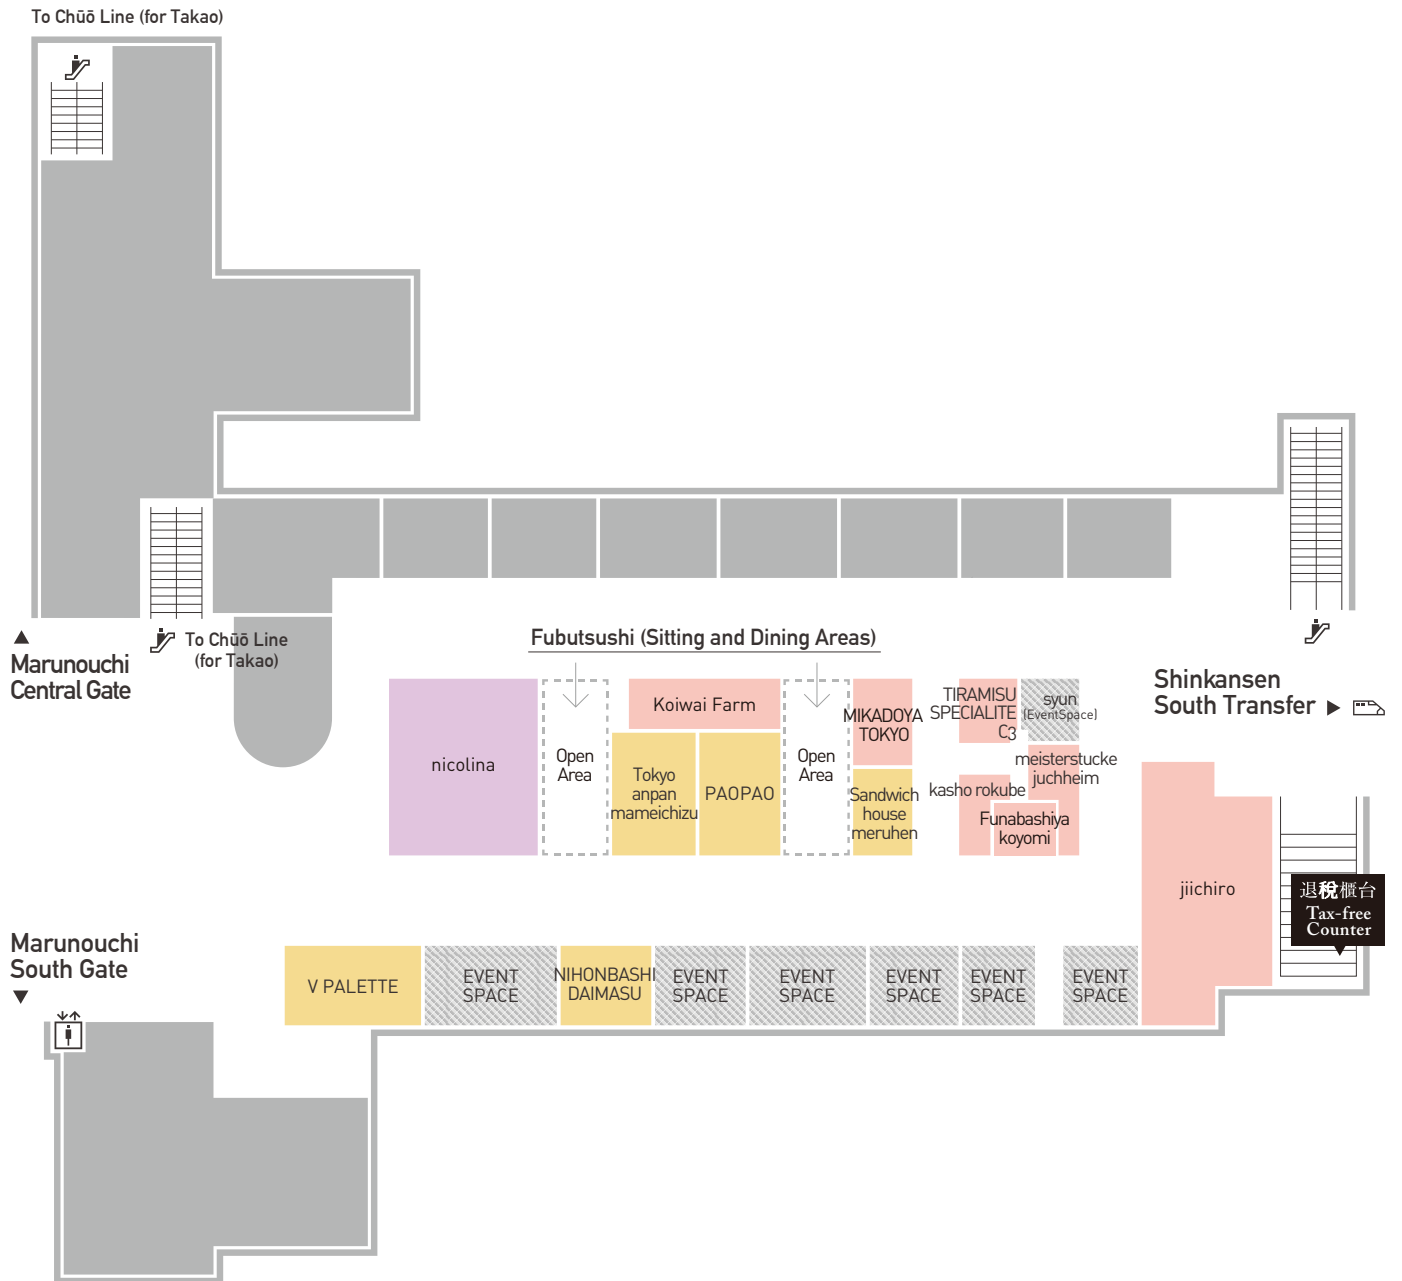 To Chūō Line (for Takao)
To Chūō Line
(for Takao)
Marunouchi
Central Gate
Fubutsushi (Sitting and Dining Areas)
Shinkansen
South Transfer
nicolina
Open
Area
Koiwai Farm
Tokyo
anpan
mameichizu
PAOPAO
Open
Area
MIKADOYA
TOKYO
Sandwich
house
meruhen
TIRAMISU
SPECIALITE
C3
syun
(EventSpace)
meisterstucke
juchheim
kasho rokube
Funabashiya
koyomi
jiichiro
退稅櫃台
Tax-free
Counter
Marunouchi
South Gate
V PALETTE
EVENT
SPACE
NIHONBASHI
DAIMASU
EVENT
SPACE
EVENT
SPACE
EVENT
SPACE
EVENT
SPACE
EVENT
SPACE